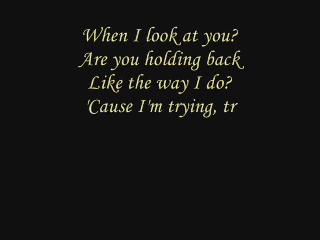 When I look at you?
Are you holding back
Like the way I do?
'Cause I'm trying, tr